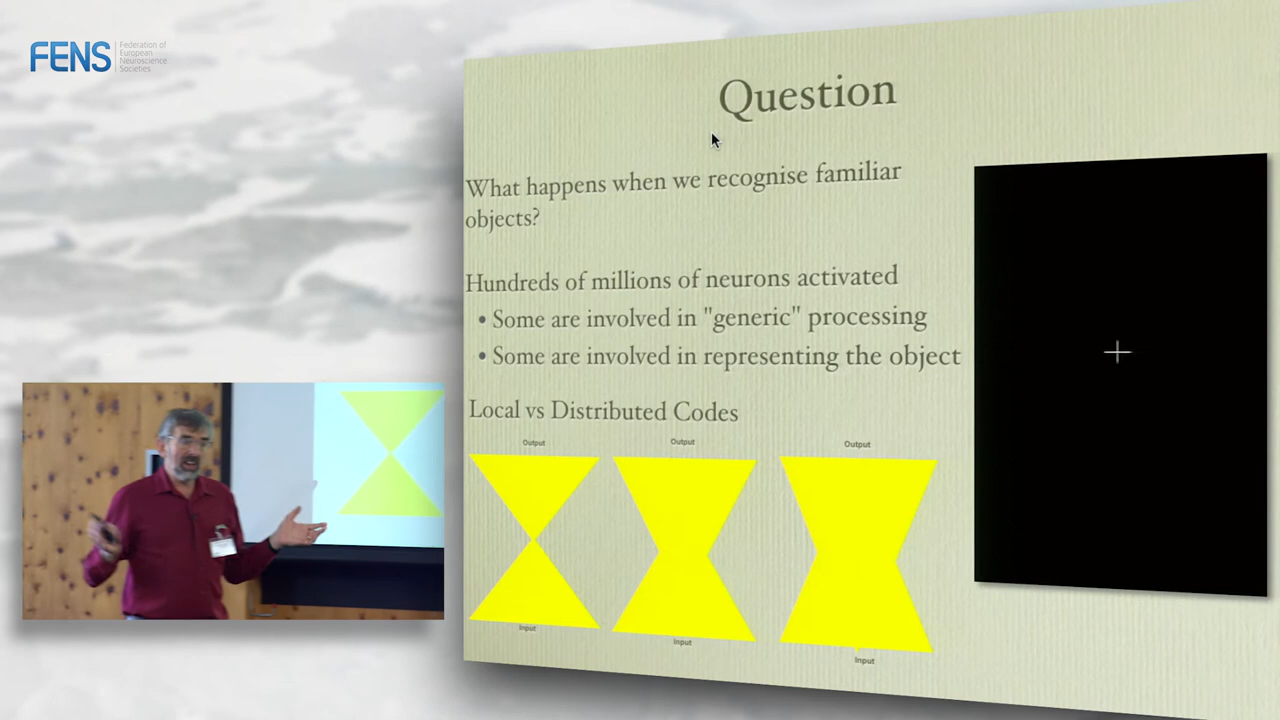 FENS
Federation of
European
Neuroscience
Societies
Question
What happens when we recognise familiar
objects?
Hundreds of millions of neurons activated
• Some are involved in "generic" processing
• Some are involved in representing the object
Local vs Distributed Codes
Output
Output
Output
Input
Input
Input